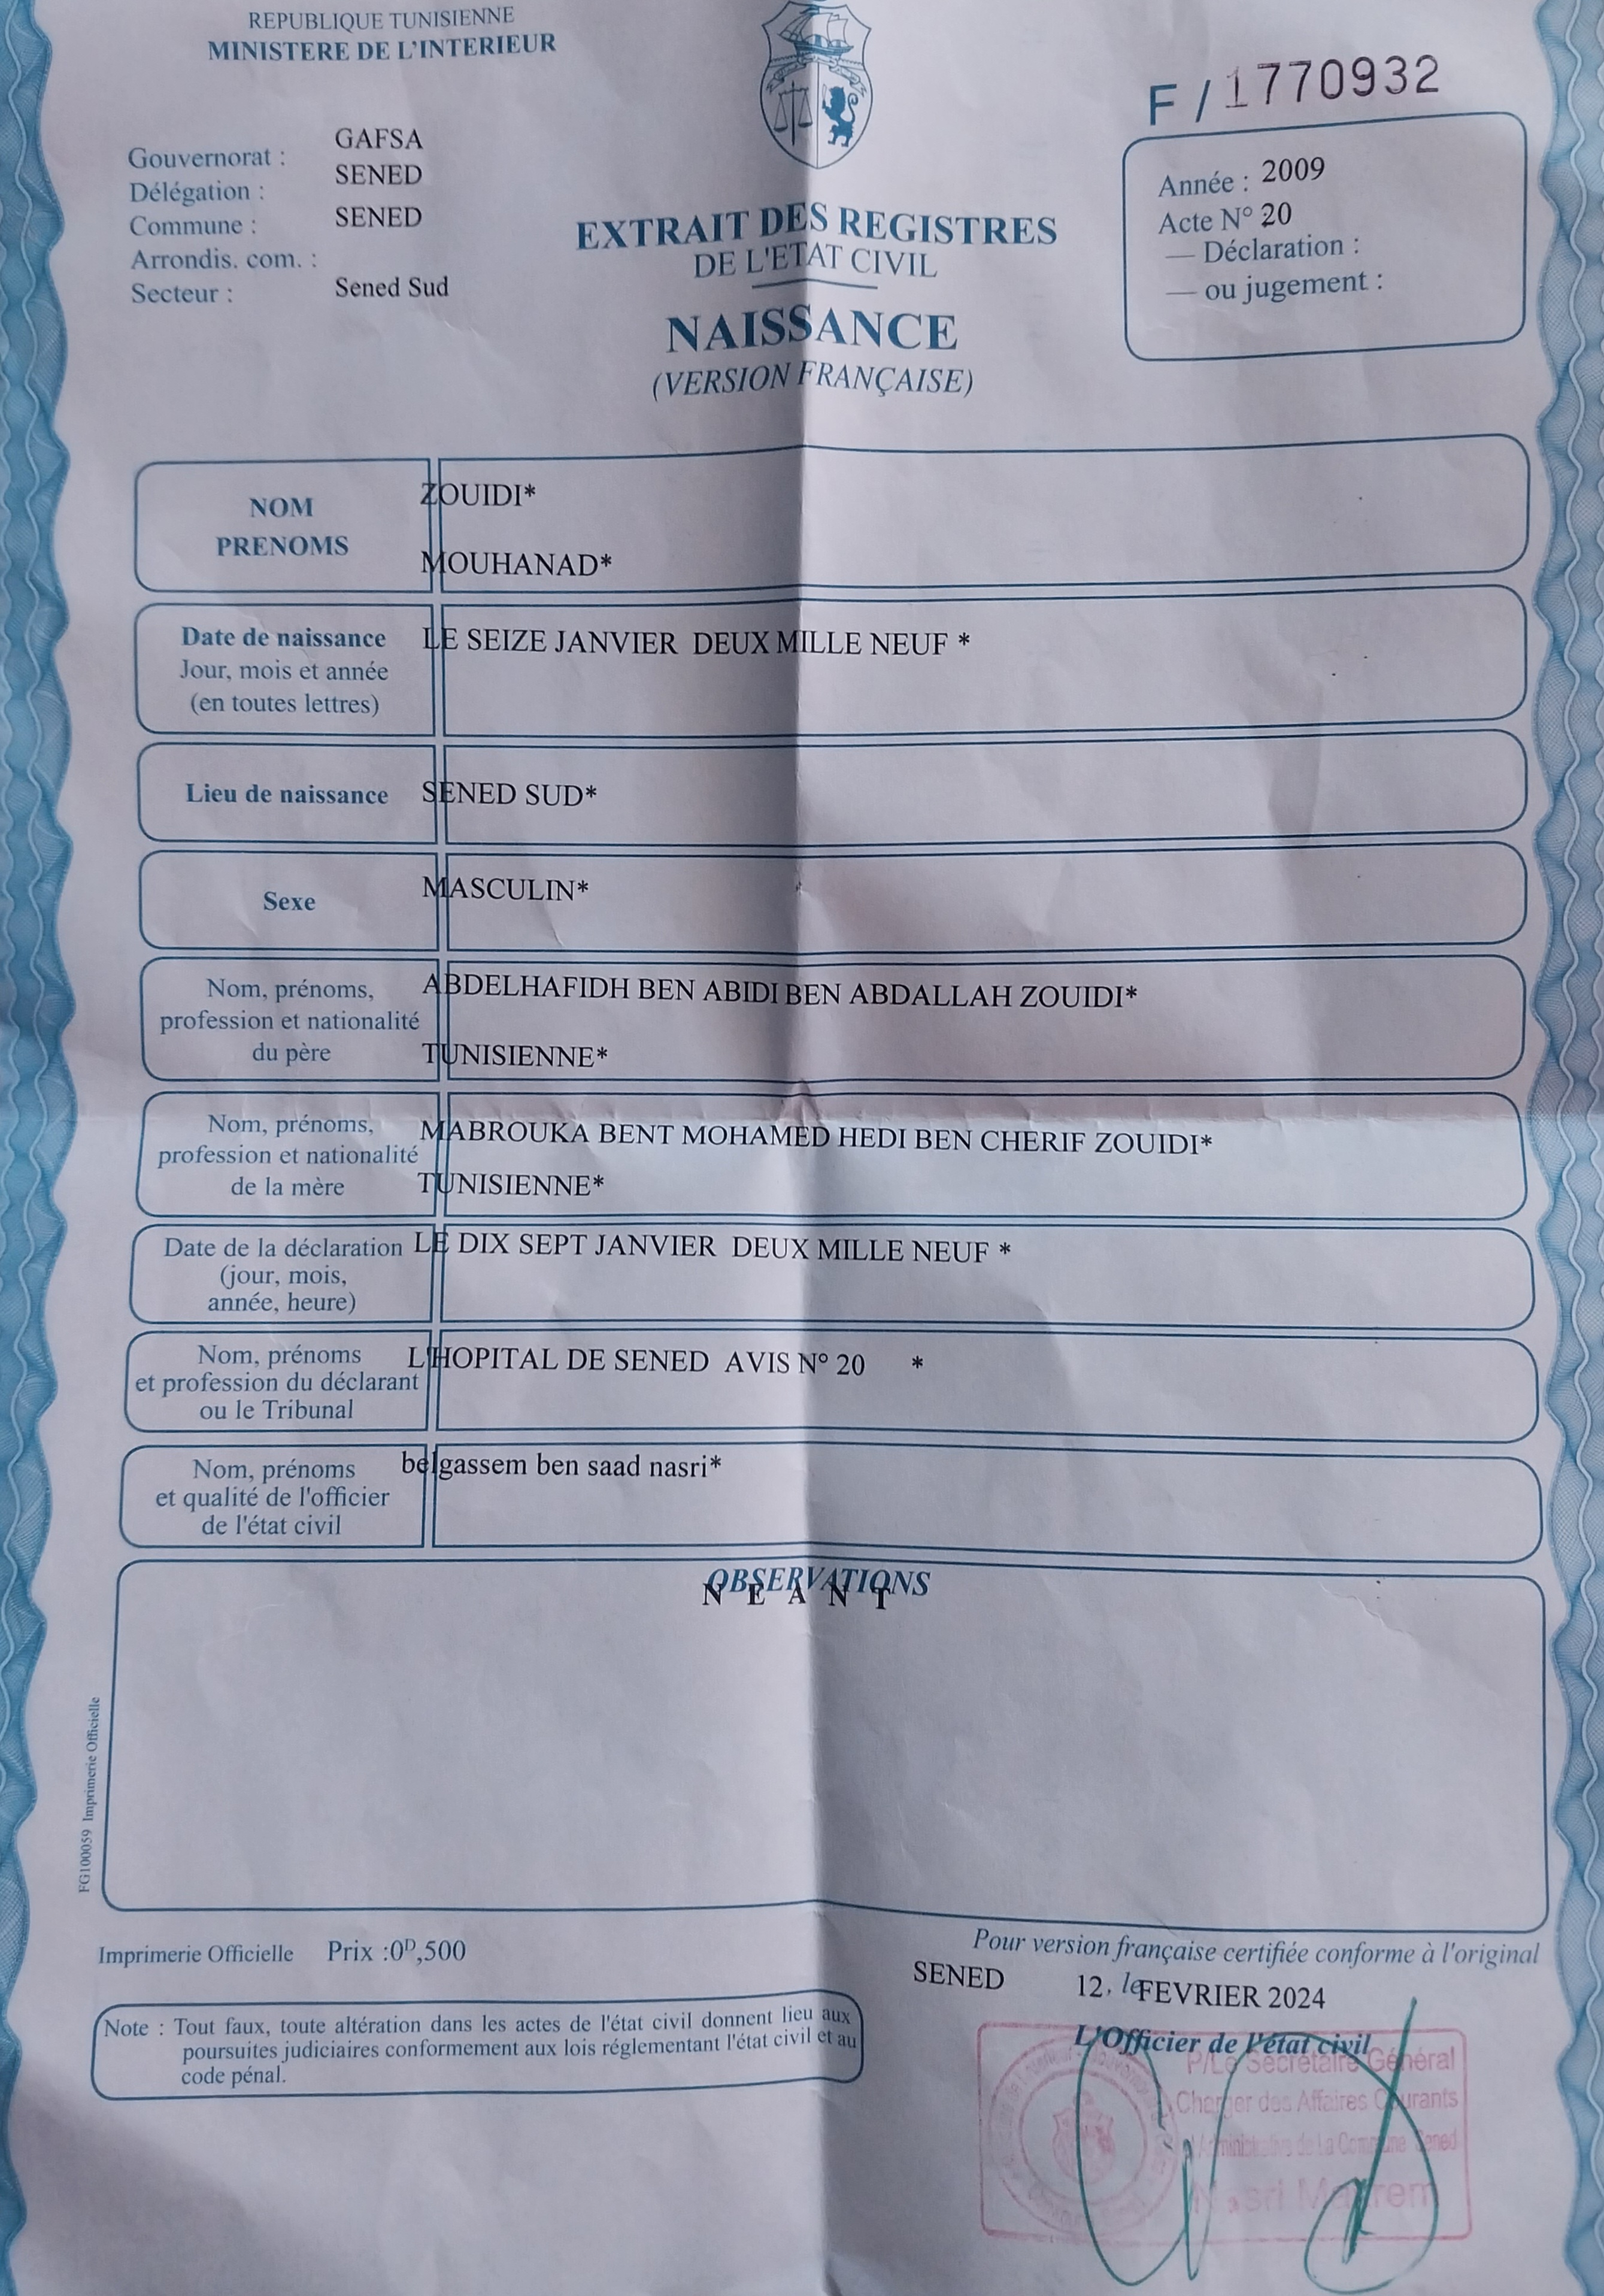 REPUBLIQUE TUNISIENNE
MINISTERE DE L'INTERIEUR
F / 1770932
Gouvernorat : GAFSA
Délégation : SENED
Commune : SENED
Arrondis. com. :
Secteur : Sened Sud
Année : 2009
Acte N° 20
— Déclaration :
— ou jugement :
EXTRAIT DES REGISTRES
DE L'ETAT CIVIL
NAISSANCE
(VERSION FRANÇAISE)
NOM
PRENOMS
ZOUIDI*
MOUHANAD*
Date de naissance
Jour, mois et année
(en toutes lettres)
LE SEIZE JANVIER DEUX MILLE NEUF *
Lieu de naissance
SENED SUD*
Sexe
MASCULIN*
Nom, prénoms,
profession et nationalité
du père
ABDELHAFIDH BEN ABIDI BEN ABDALLAH ZOUIDI*
TUNISIENNE*
Nom, prénoms,
profession et nationalité
de la mère
MABROUKA BENT MOHAMED HEDI BEN CHERIF ZOUIDI*
TUNISIENNE*
Date de la déclaration
(jour, mois,
année, heure)
LE DIX SEPT JANVIER DEUX MILLE NEUF *
Nom, prénoms
et profession du déclarant
ou le Tribunal
L'HOPITAL DE SENED AVIS N° 20 *
Nom, prénoms
et qualité de l'officier
de l'état civil
belgassem ben saad nasri*
OBSERVATIONS
N E A N T
FG100059 Imprimerie Officielle
Imprimerie Officielle Prix :0D,500
Pour version française certifiée conforme à l'original
SENED 12, le FEVRIER 2024
L'Officier de l'état civil
Note : Tout faux, toute altération dans les actes de l'état civil donnent lieu aux
poursuites judiciaires conformement aux lois réglementant l'état civil et au
code pénal.
P/Le Secrétaire Général
Charger des Affaires Courants
de La Commune Sened